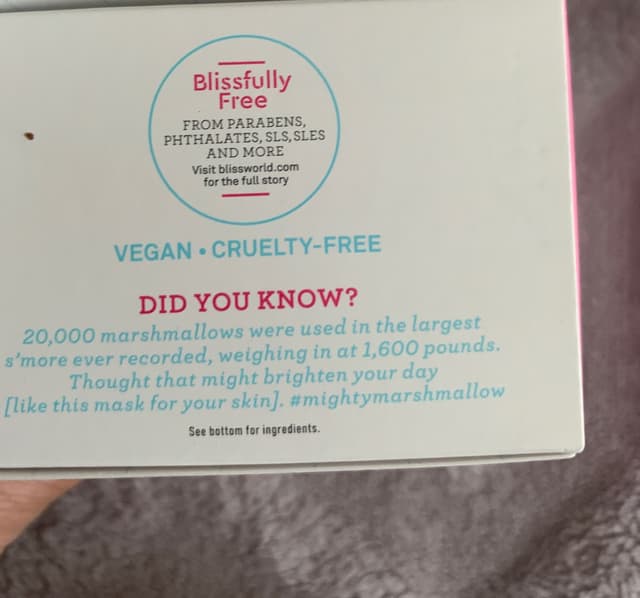 Blissfully
Free
FROM PARABENS,
PHTHALATES, SLS, SLES
AND MORE
Visit blissworld.com
for the full story
VEGAN • CRUELTY-FREE
DID YOU KNOW?
20,000 marshmallows were used in the largest
s'more ever recorded, weighing in at 1,600 pounds.
Thought that might brighten your day
[like this mask for your skin]. #mightymarshmallow
See bottom for ingredients.